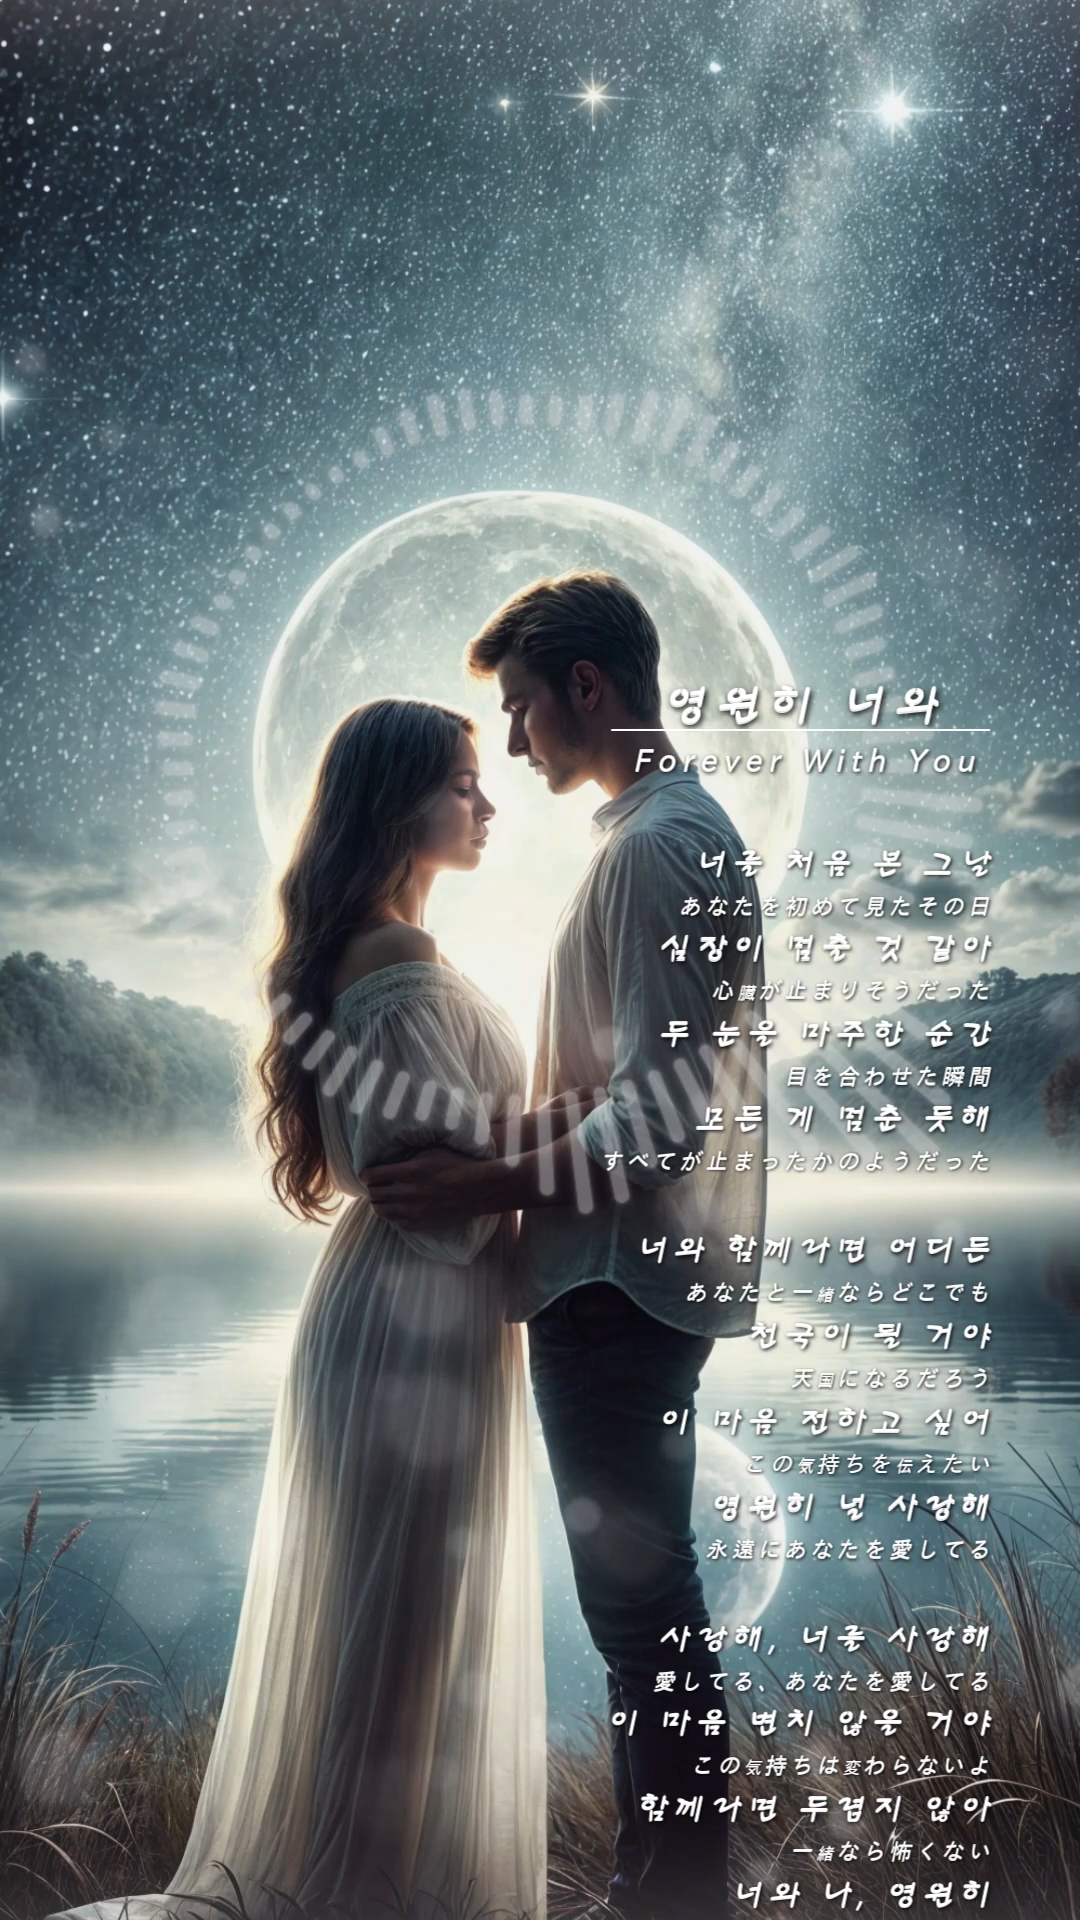 영원히 너와
Forever With You
너를 처음 본 그날
あなたを初めて見たその日
심장이 멈출 것 같아
心臓が止まりそうだった
두 눈을 마주한 순간
目を合わせた瞬間
모든 게 멈춘 듯해
すべてが止まったかのようだった
너와 함께라면 어디든
あなたと一緒ならどこでも
천국이 될 거야
天国になるだろう
이 마음 전하고 싶어
この気持ちを伝えたい
영원히 널 사랑해
永遠にあなたを愛してる
사랑해, 너를 사랑해
愛してる、あなたを愛してる
이 마음 변치 않을 거야
この気持ちは変わらないよ
함께라면 두렵지 않아
一緒なら怖くない
너와 나, 영원히